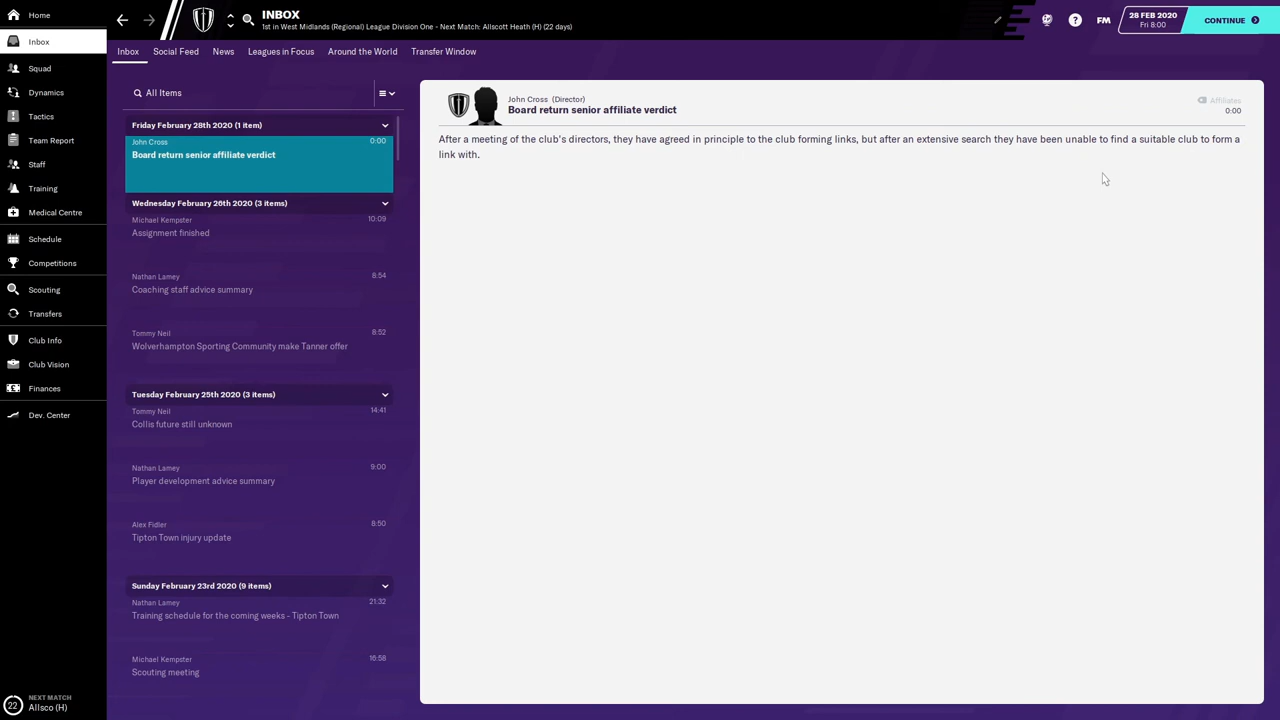 Home
Inbox
Squad
Dynamics
Tactics
Team Report
Staff
Training
Medical Centre
Schedule
Competitions
Scouting
Transfers
Club Info
Club Vision
Finances
Dev. Center
22
NEXT MATCH
Allsco (H)
INBOX
1st in West Midlands (Regional) League Division One - Next Match: Allscott Heath (H) (22 days)
?
FM
28 FEB 2020
Fri 8:00
CONTINUE
Inbox
Social Feed
News
Leagues in Focus
Around the World
Transfer Window
All Items
Friday February 28th 2020 (1 item)
John Cross 0:00
Board return senior affiliate verdict
Wednesday February 26th 2020 (3 items)
Michael Kempster 10:09
Assignment finished
Nathan Lamey 8:54
Coaching staff advice summary
Tommy Neil 8:52
Wolverhampton Sporting Community make Tanner offer
Tuesday February 25th 2020 (3 items)
Tommy Neil 14:41
Collis future still unknown
Nathan Lamey 9:00
Player development advice summary
Alex Fidler 8:50
Tipton Town injury update
Sunday February 23rd 2020 (9 items)
Nathan Lamey 21:32
Training schedule for the coming weeks - Tipton Town
Michael Kempster 16:58
Scouting meeting
John Cross (Director)
Board return senior affiliate verdict
Affiliates
0:00
After a meeting of the club's directors, they have agreed in principle to the club forming links, but after an extensive search they have been unable to find a suitable club to form a
link with.